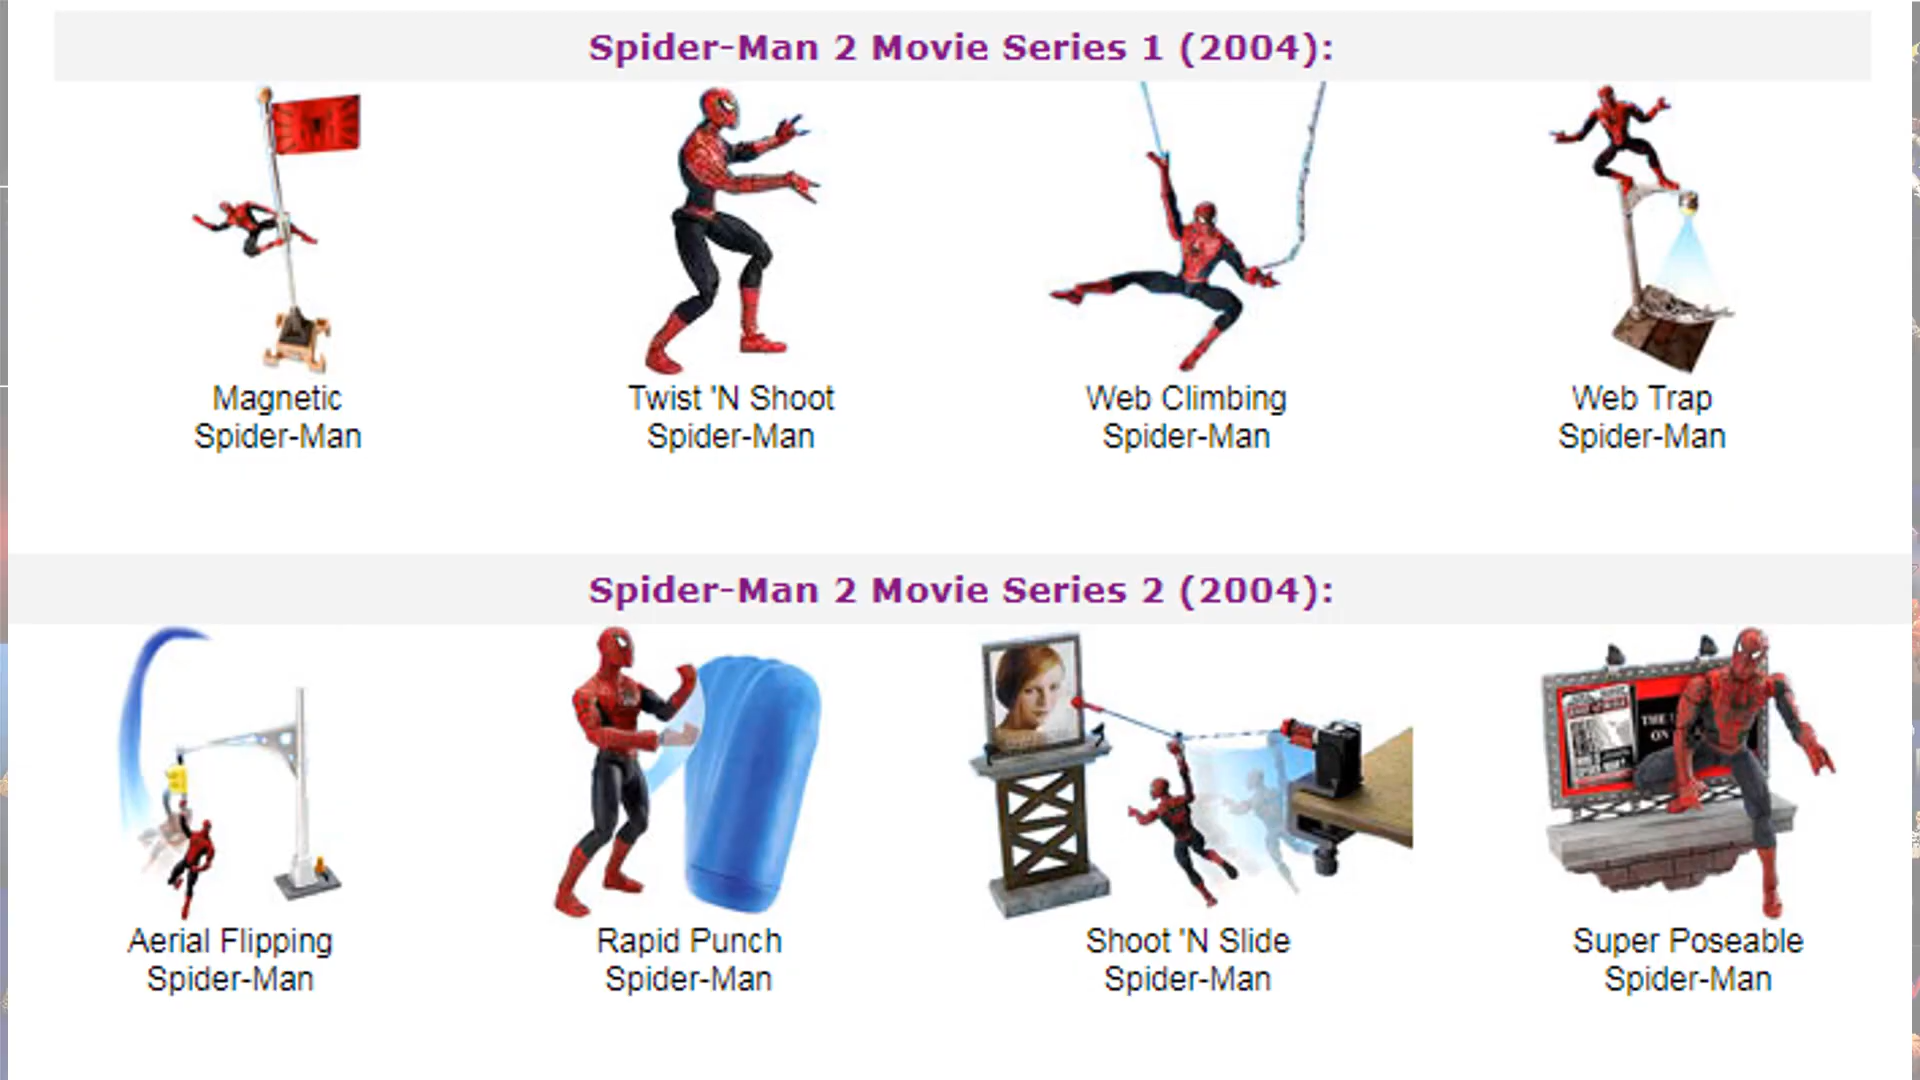 Spider-Man 2 Movie Series 1 (2004):
Magnetic
Spider-Man
Twist 'N Shoot
Spider-Man
Web Climbing
Spider-Man
Web Trap
Spider-Man
Spider-Man 2 Movie Series 2 (2004):
THE
ON
Aerial Flipping
Spider-Man
Rapid Punch
Spider-Man
Shoot 'N Slide
Spider-Man
Super Poseable
Spider-Man